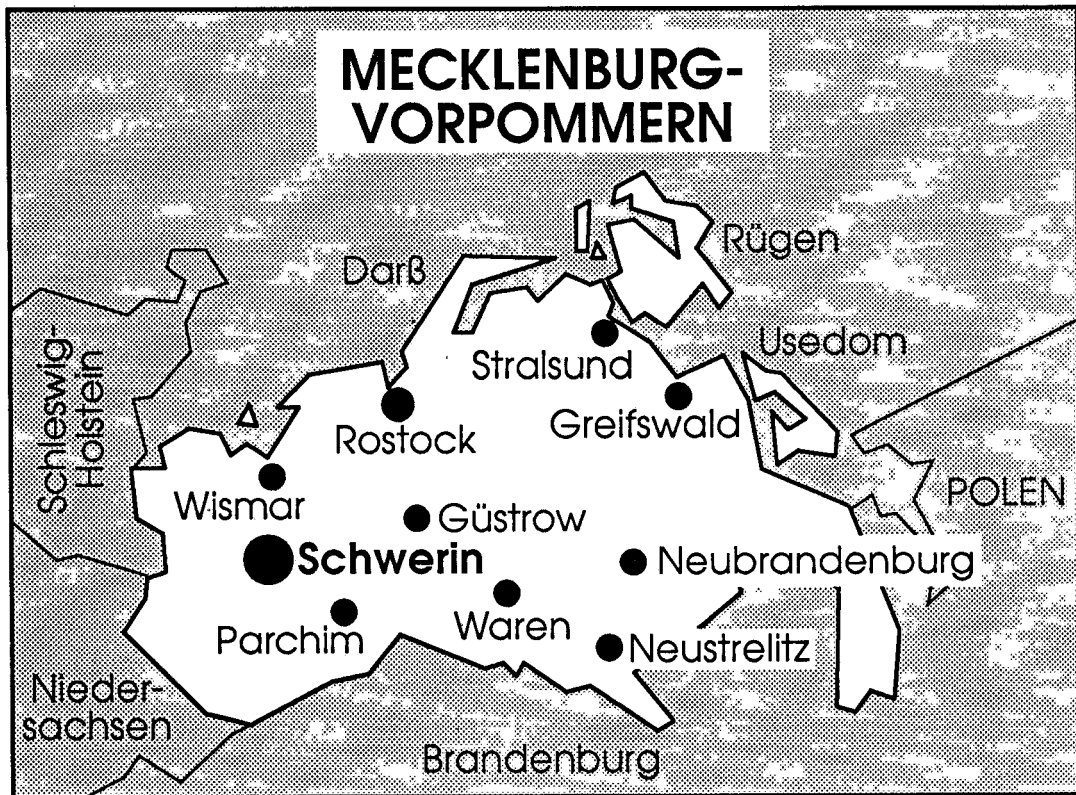 MECKLENBURG-
VORPOMMERN
Rügen
Darß
Usedom
Stralsund
Schleswig-
Holstein
Greifswald
Rostock
POLEN
Wismar
Güstrow
Schwerin
Neubrandenburg
Waren
Parchim
Neustrelitz
Nieder-
sachsen
Brandenburg